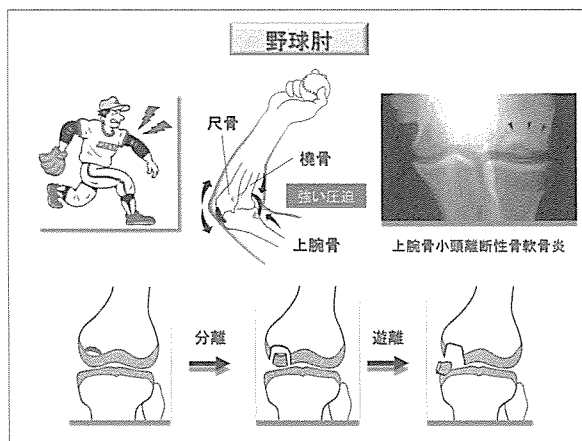 野球肘
尺骨
橈骨
強い圧迫
上腕骨
上腕骨小頭離断性骨軟骨炎
分離
遊離